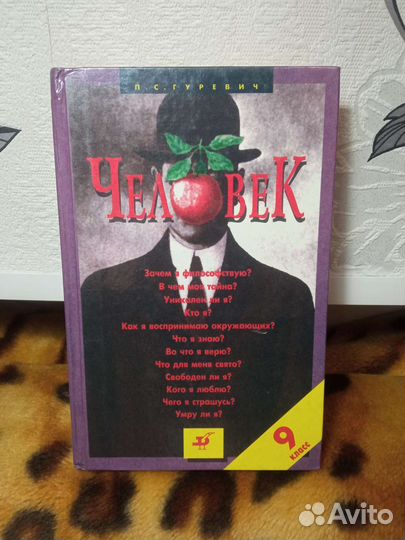 П.С.ГУРЕВИЧ
ЧЕЛОВЕК
Зачем я философствую?
В чем моя тайна?
Уникален ли я?
Кто я?
Как я воспринимаю окружающих?
Что я знаю?
Во что я верю?
Что для меня свято?
Свободен ли я?
Кого я люблю?
Чего я страшусь?
Умру ли я?
9
класс
Avito